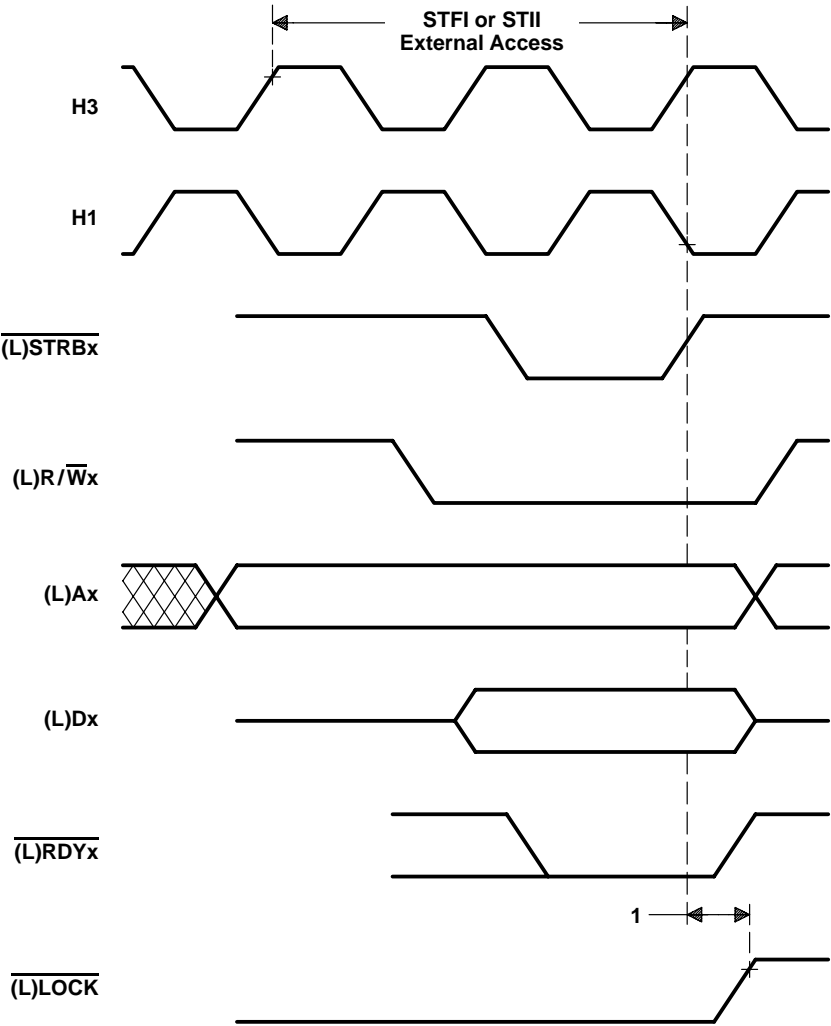 STFI or STII
External Access
H3
H1
(L)STRBx
(L)R/Wx
(L)Ax
(L)Dx
(L)RDYx
1
(L)LOCK